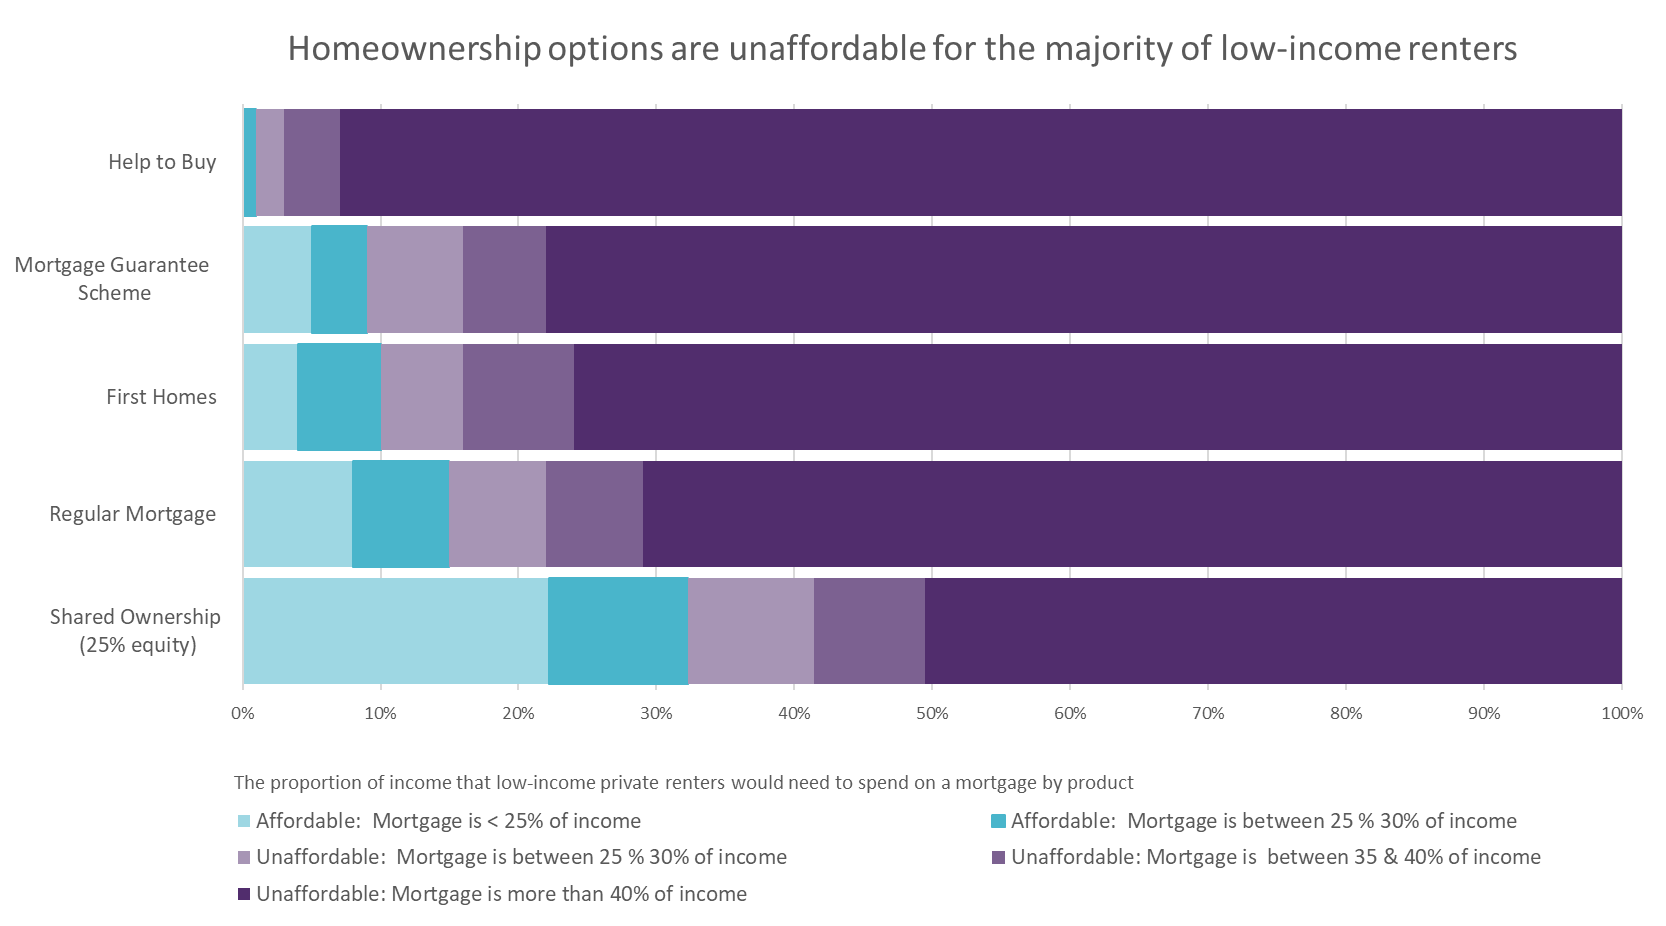 Homeownership options are unaffordable for the majority of low-income renters
Help to Buy
Mortgage Guarantee
Scheme
First Homes
Regular Mortgage
Shared Ownership
(25% equity)
0% 10% 20% 30% 40% 50% 60% 70% 80% 90% 100%
The proportion of income that low-income private renters would need to spend on a mortgage by product
Affordable:  Mortgage is < 25% of income
Affordable:  Mortgage is between 25 % 30% of income
Unaffordable:  Mortgage is between 25 % 30% of income
Unaffordable: Mortgage is  between 35 & 40% of income
Unaffordable: Mortgage is more than 40% of income